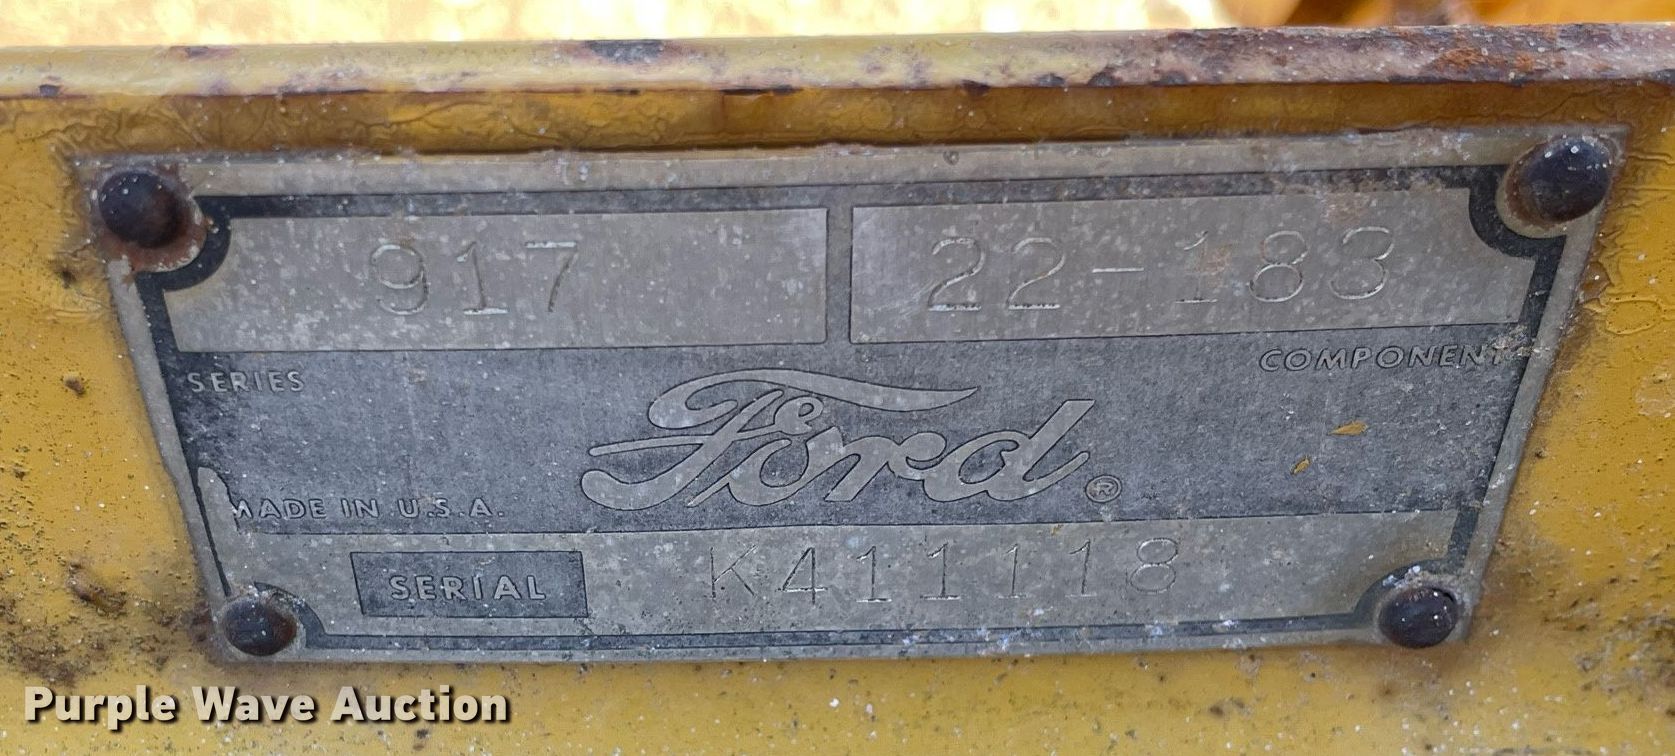 917 22-183
SERIES COMPONENT
Ford ®
MADE IN U.S.A.
SERIAL K411118
Purple Wave Auction